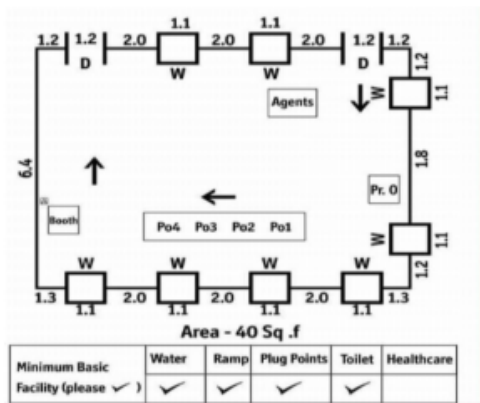 1.1 1.1
1.2 1.2 2.0 2.0 2.0 1.2 1.2
D W W D
1.2
Agents W 1.1
6.4 1.8
Pr. 0
Booth
Po4 Po3 Po2 Po1
W 1.1
W W W W 1.2
1.3 2.0 2.0 2.0 1.3
1.1 1.1 1.1 1.1
Area - 40 Sq .f
Minimum Basic Facility (please ✓ ) Water Ramp Plug Points Toilet Healthcare
✓ ✓ ✓ ✓